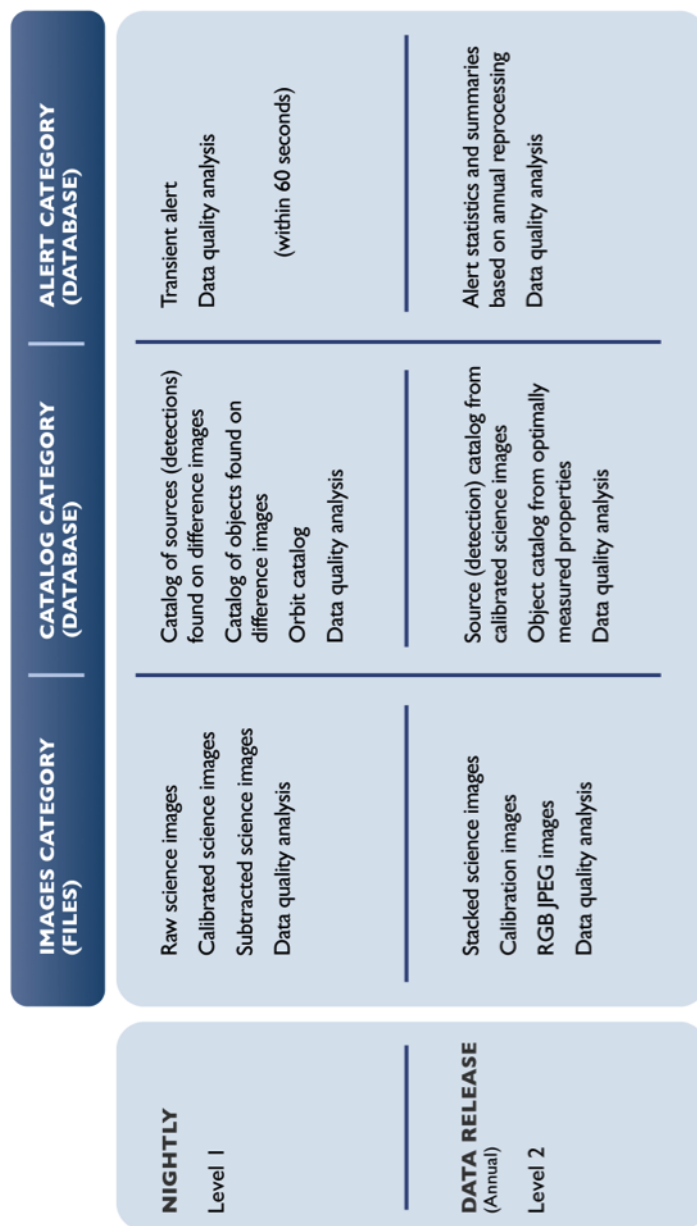 IMAGES CATEGORY
(FILES)
CATALOG CATEGORY
(DATABASE)
ALERT CATEGORY
(DATABASE)
NIGHTLY
Level 1
Raw science images
Calibrated science images
Subtracted science images
Data quality analysis
Catalog of sources (detections)
found on difference images
Catalog of objects found on
difference images
Orbit catalog
Data quality analysis
Transient alert
Data quality analysis
(within 60 seconds)
DATA RELEASE
(Annual)
Level 2
Stacked science images
Calibration images
RGB JPEG images
Data quality analysis
Source (detection) catalog from
calibrated science images
Object catalog from optimally
measured properties
Data quality analysis
Alert statistics and summaries
based on annual reprocessing
Data quality analysis